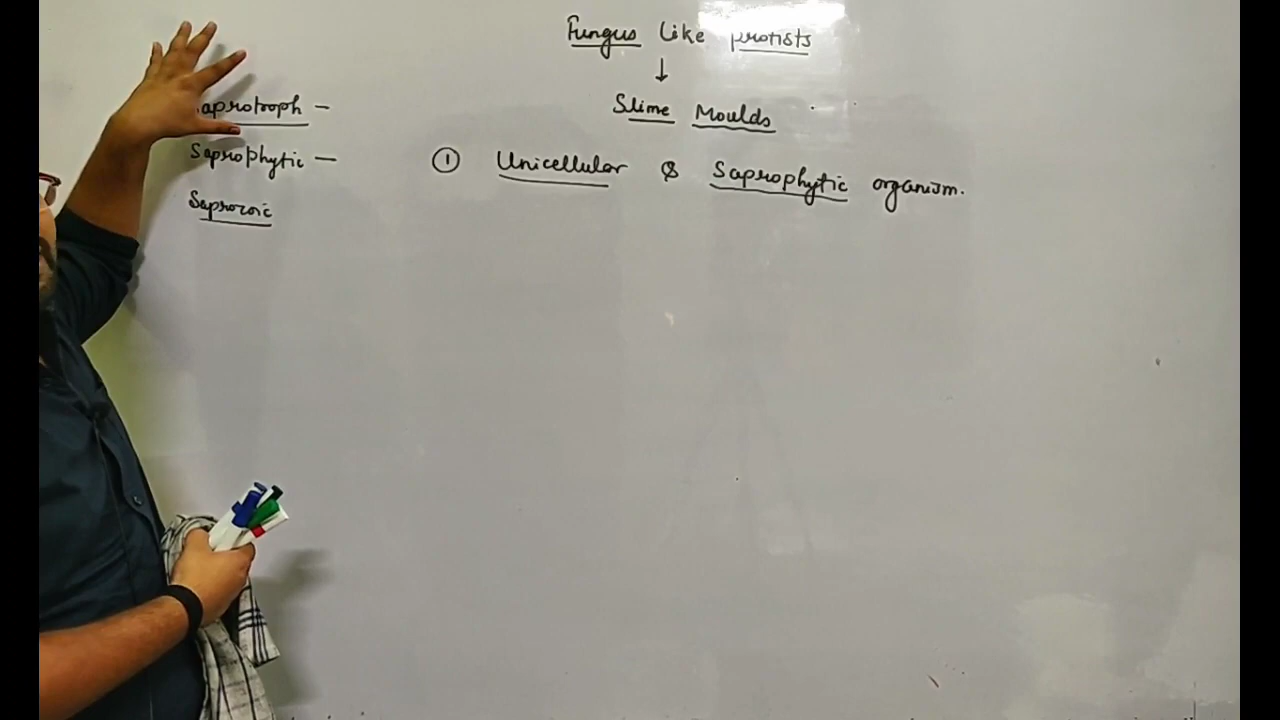 Fungus like protists
↓
Slime Moulds
aprotroph –
Saprophytic –
Saprozoic
① Unicellular & Saprophytic organism.